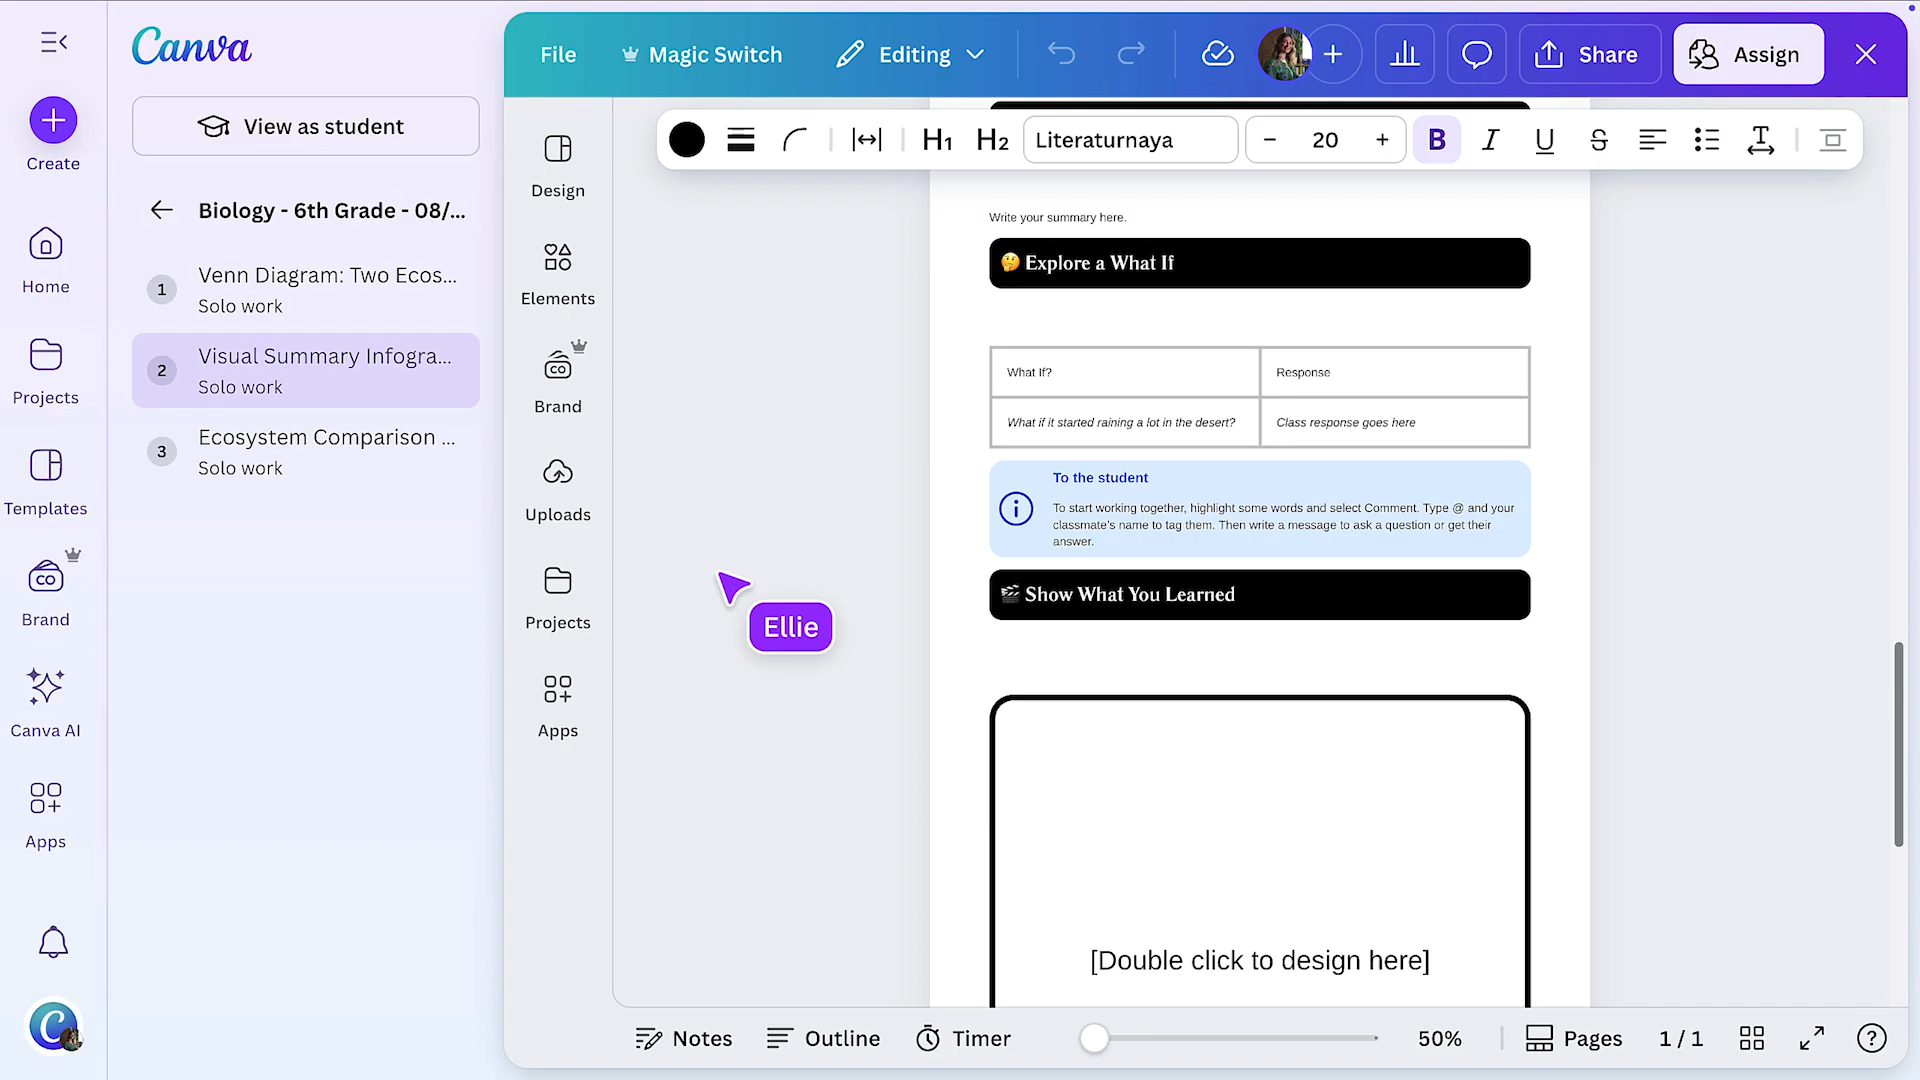 Canva
Create
Home
Projects
Templates
CO
Brand
Canva AI
Apps
C
View as student
Biology - 6th Grade - 08/...
1
Venn Diagram: Two Ecos...
Solo work
2
Visual Summary Infogra...
Solo work
3
Ecosystem Comparison ...
Solo work
File
Magic Switch
Editing
Share
Assign
Design
Elements
CO
Brand
Uploads
Projects
Apps
H1 H2 Literaturnaya − 20 + B I U S
Write your summary here.
🤔 Explore a What If
What If? Response
What if it started raining a lot in the desert? Class response goes here
To the student
To start working together, highlight some words and select Comment. Type @ and your
classmate's name to tag them. Then write a message to ask a question or get their
answer.
🎬 Show What You Learned
Ellie
[Double click to design here]
Notes
Outline
Timer
50%
Pages
1 / 1